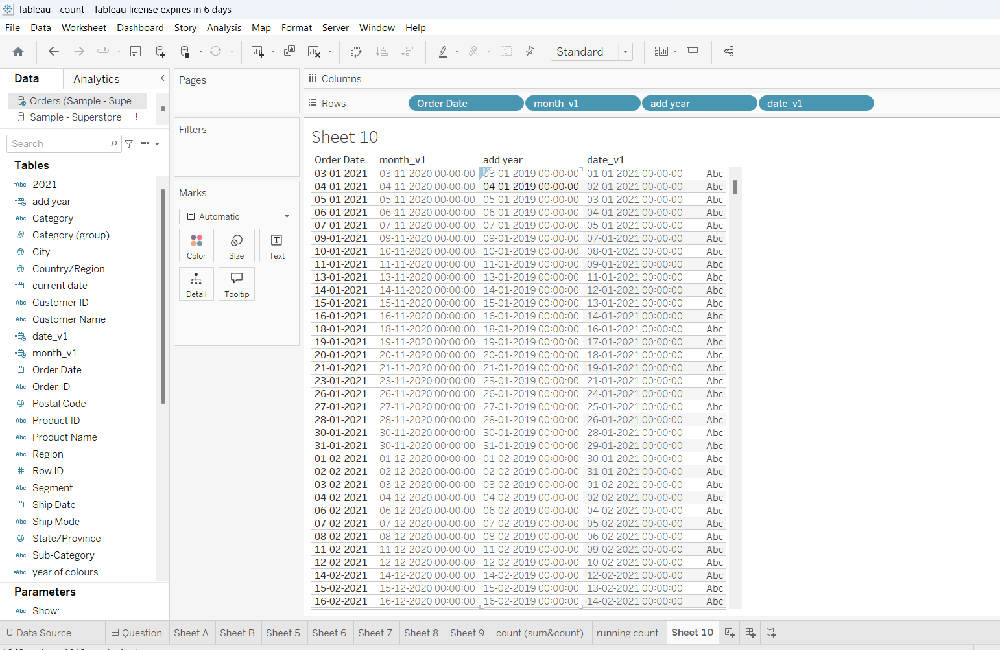 Tableau - count - Tableau license expires in 6 days
File Data Worksheet Dashboard Story Analysis Map Format Server Window Help
Standard
Data Analytics
Orders (Sample - Supe...
Sample - Superstore !
Search
Tables
=Abc 2021
add year
Abc Category
Category (group)
City
Country/Region
current date
Abc Customer ID
Abc Customer Name
date_v1
month_v1
Order Date
Abc Order ID
Postal Code
Abc Product ID
Abc Product Name
Abc Region
# Row ID
Abc Segment
Ship Date
Abc Ship Mode
State/Province
Abc Sub-Category
=Abc year of colours
Parameters
Abc Show:
Pages
Filters
Marks
Automatic
Color Size Text
Detail Tooltip
Columns
Rows Order Date month_v1 add year date_v1
Sheet 10
Order Date month_v1 add year date_v1
03-01-2021 03-11-2020 00:00:00 03-01-2019 00:00:00 01-01-2021 00:00:00 Abc
04-01-2021 04-11-2020 00:00:00 04-01-2019 00:00:00 02-01-2021 00:00:00 Abc
05-01-2021 05-11-2020 00:00:00 05-01-2019 00:00:00 03-01-2021 00:00:00 Abc
06-01-2021 06-11-2020 00:00:00 06-01-2019 00:00:00 04-01-2021 00:00:00 Abc
07-01-2021 07-11-2020 00:00:00 07-01-2019 00:00:00 05-01-2021 00:00:00 Abc
09-01-2021 09-11-2020 00:00:00 09-01-2019 00:00:00 07-01-2021 00:00:00 Abc
10-01-2021 10-11-2020 00:00:00 10-01-2019 00:00:00 08-01-2021 00:00:00 Abc
11-01-2021 11-11-2020 00:00:00 11-01-2019 00:00:00 09-01-2021 00:00:00 Abc
13-01-2021 13-11-2020 00:00:00 13-01-2019 00:00:00 11-01-2021 00:00:00 Abc
14-01-2021 14-11-2020 00:00:00 14-01-2019 00:00:00 12-01-2021 00:00:00 Abc
15-01-2021 15-11-2020 00:00:00 15-01-2019 00:00:00 13-01-2021 00:00:00 Abc
16-01-2021 16-11-2020 00:00:00 16-01-2019 00:00:00 14-01-2021 00:00:00 Abc
18-01-2021 18-11-2020 00:00:00 18-01-2019 00:00:00 16-01-2021 00:00:00 Abc
19-01-2021 19-11-2020 00:00:00 19-01-2019 00:00:00 17-01-2021 00:00:00 Abc
20-01-2021 20-11-2020 00:00:00 20-01-2019 00:00:00 18-01-2021 00:00:00 Abc
21-01-2021 21-11-2020 00:00:00 21-01-2019 00:00:00 19-01-2021 00:00:00 Abc
23-01-2021 23-11-2020 00:00:00 23-01-2019 00:00:00 21-01-2021 00:00:00 Abc
26-01-2021 26-11-2020 00:00:00 26-01-2019 00:00:00 24-01-2021 00:00:00 Abc
27-01-2021 27-11-2020 00:00:00 27-01-2019 00:00:00 25-01-2021 00:00:00 Abc
28-01-2021 28-11-2020 00:00:00 28-01-2019 00:00:00 26-01-2021 00:00:00 Abc
30-01-2021 30-11-2020 00:00:00 30-01-2019 00:00:00 28-01-2021 00:00:00 Abc
31-01-2021 30-11-2020 00:00:00 31-01-2019 00:00:00 29-01-2021 00:00:00 Abc
01-02-2021 01-12-2020 00:00:00 01-02-2019 00:00:00 30-01-2021 00:00:00 Abc
02-02-2021 02-12-2020 00:00:00 02-02-2019 00:00:00 31-01-2021 00:00:00 Abc
03-02-2021 03-12-2020 00:00:00 03-02-2019 00:00:00 01-02-2021 00:00:00 Abc
04-02-2021 04-12-2020 00:00:00 04-02-2019 00:00:00 02-02-2021 00:00:00 Abc
06-02-2021 06-12-2020 00:00:00 06-02-2019 00:00:00 04-02-2021 00:00:00 Abc
07-02-2021 07-12-2020 00:00:00 07-02-2019 00:00:00 05-02-2021 00:00:00 Abc
08-02-2021 08-12-2020 00:00:00 08-02-2019 00:00:00 06-02-2021 00:00:00 Abc
11-02-2021 11-12-2020 00:00:00 11-02-2019 00:00:00 09-02-2021 00:00:00 Abc
12-02-2021 12-12-2020 00:00:00 12-02-2019 00:00:00 10-02-2021 00:00:00 Abc
14-02-2021 14-12-2020 00:00:00 14-02-2019 00:00:00 12-02-2021 00:00:00 Abc
15-02-2021 15-12-2020 00:00:00 15-02-2019 00:00:00 13-02-2021 00:00:00 Abc
16-02-2021 16-12-2020 00:00:00 16-02-2019 00:00:00 14-02-2021 00:00:00 Abc
Data Source Question Sheet A Sheet B Sheet 5 Sheet 6 Sheet 7 Sheet 8 Sheet 9 count (sum&count) running count Sheet 10